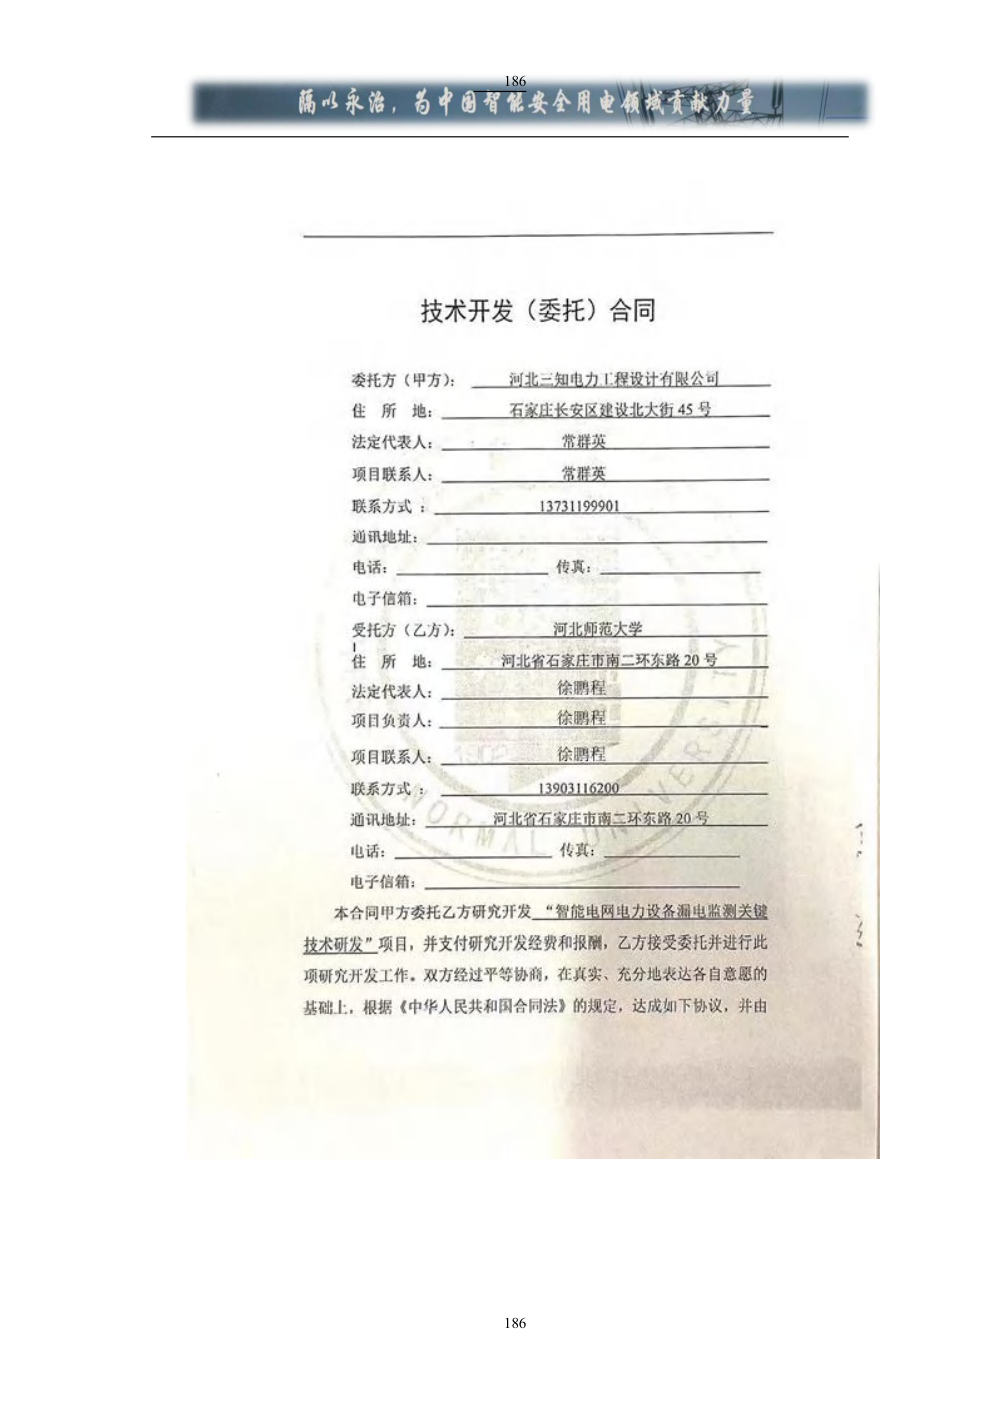 186
隔以永治，为中国智能安全用电领域贡献力量
技术开发（委托）合同
委托方（甲方）： 河北三知电力工程设计有限公司
住 所 地： 石家庄长安区建设北大街 45 号
法定代表人： 常群英
项目联系人： 常群英
联系方式 ： 13731199901
通讯地址：
电话： 传真：
电子信箱：
受托方（乙方）： 河北师范大学
住 所 地： 河北省石家庄市南二环东路 20 号
法定代表人： 徐鹏程
项目负责人： 徐鹏程
项目联系人： 徐鹏程
联系方式 ： 13903116200
通讯地址： 河北省石家庄市南二环东路 20 号
电话： 传真：
电子信箱：
本合同甲方委托乙方研究开发 “智能电网电力设备漏电监测关键
技术研发”项目，并支付研究开发经费和报酬，乙方接受委托并进行此
项研究开发工作。双方经过平等协商，在真实、充分地表达各自意愿的
基础上，根据《中华人民共和国合同法》的规定，达成如下协议，并由
NORMAL UNIVERSITY
1902
186